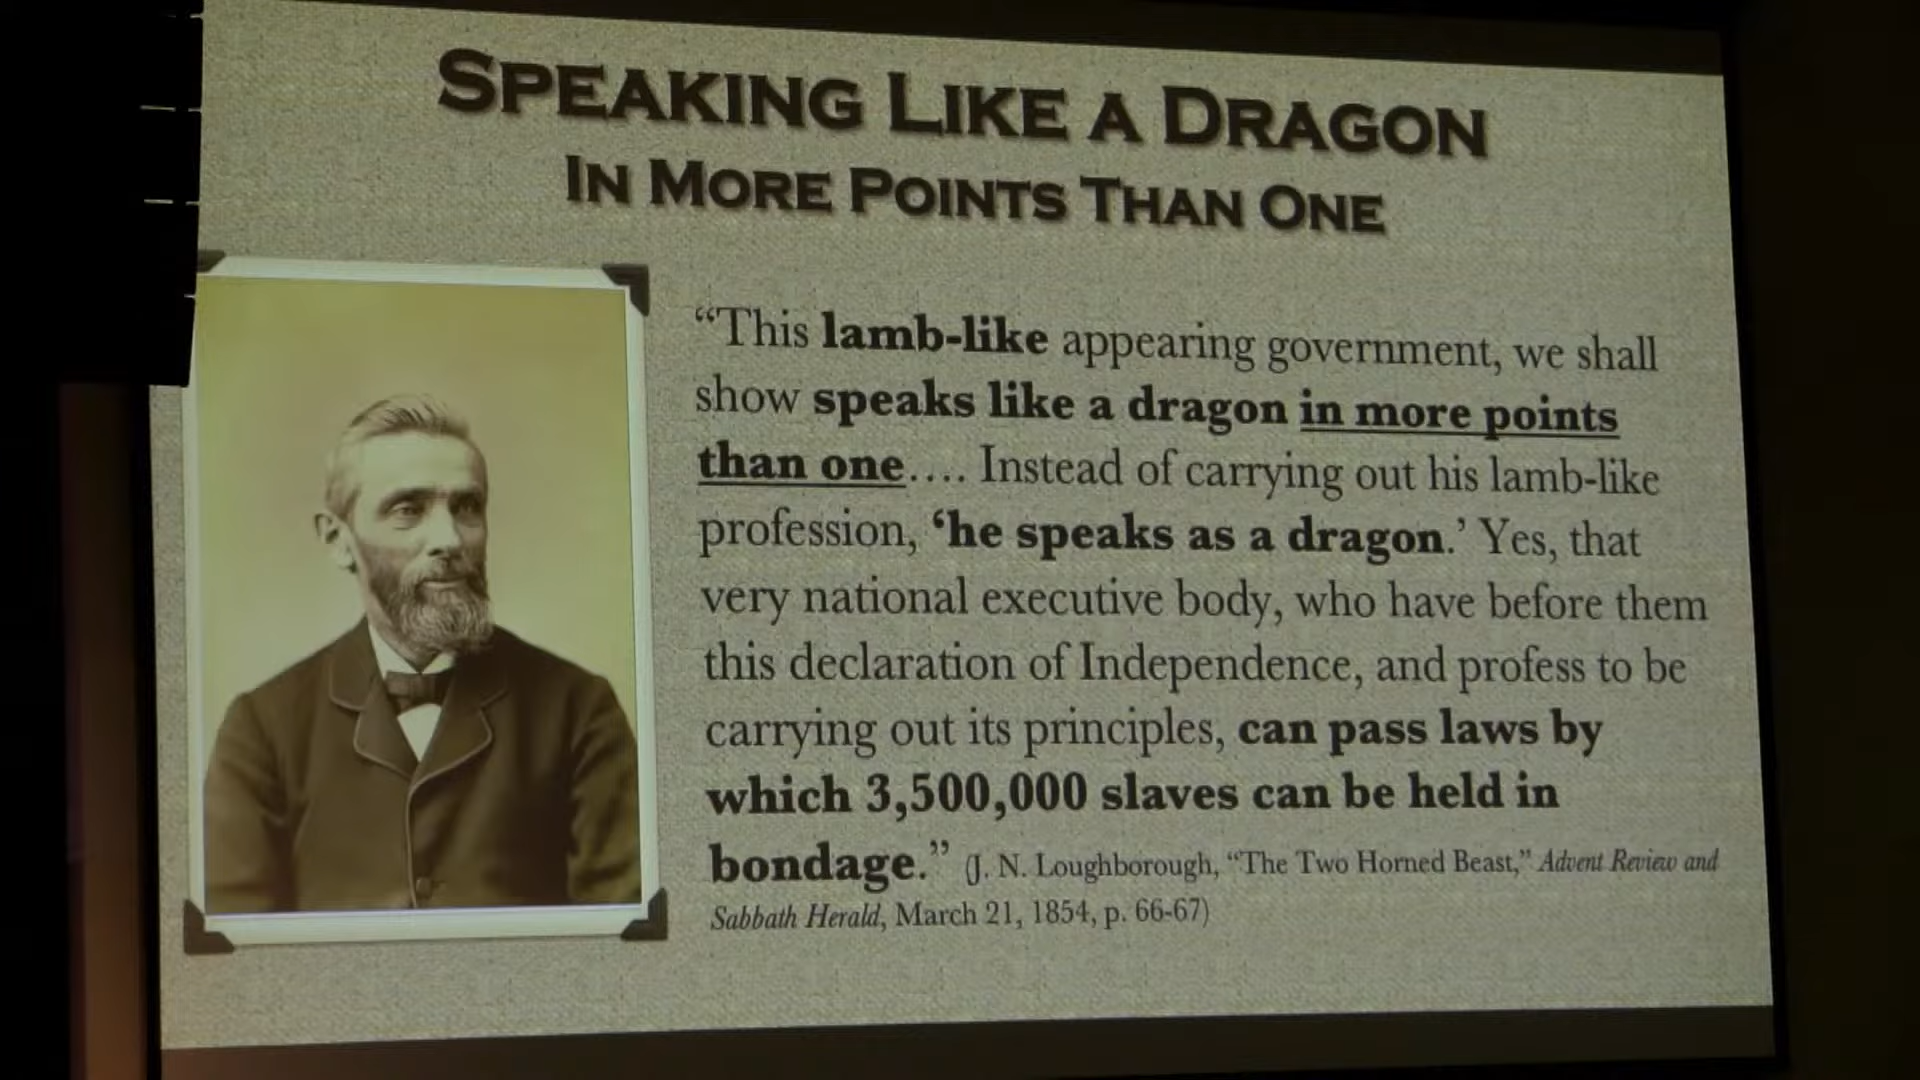 SPEAKING LIKE A DRAGON
IN MORE POINTS THAN ONE
“This lamb-like appearing government, we shall
show speaks like a dragon in more points
than one…. Instead of carrying out his lamb-like
profession, ‘he speaks as a dragon.’ Yes, that
very national executive body, who have before them
this declaration of Independence, and profess to be
carrying out its principles, can pass laws by
which 3,500,000 slaves can be held in
bondage.” (J. N. Loughborough, “The Two Horned Beast,” Advent Review and
Sabbath Herald, March 21, 1854, p. 66-67)